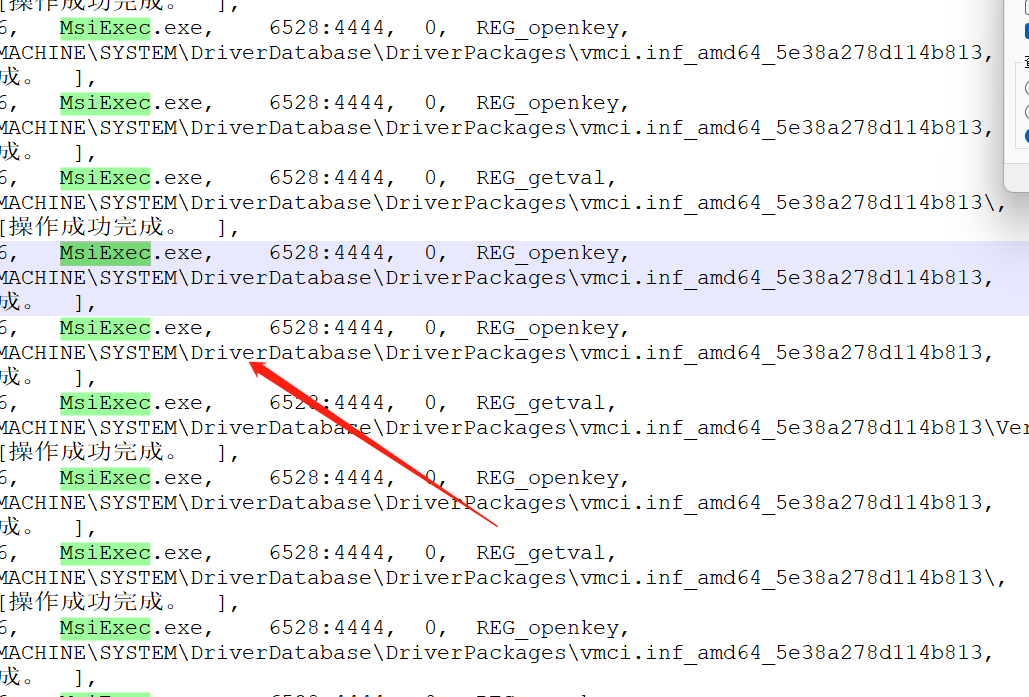 [操作成功完成。 ],
6, MsiExec.exe, 6528:4444, 0, REG_openkey,
MACHINE\SYSTEM\DriverDatabase\DriverPackages\vmci.inf_amd64_5e38a278d114b813,
成。 ],
6, MsiExec.exe, 6528:4444, 0, REG_openkey,
MACHINE\SYSTEM\DriverDatabase\DriverPackages\vmci.inf_amd64_5e38a278d114b813,
成。 ],
6, MsiExec.exe, 6528:4444, 0, REG_getval,
MACHINE\SYSTEM\DriverDatabase\DriverPackages\vmci.inf_amd64_5e38a278d114b813\,
[操作成功完成。 ],
6, MsiExec.exe, 6528:4444, 0, REG_openkey,
MACHINE\SYSTEM\DriverDatabase\DriverPackages\vmci.inf_amd64_5e38a278d114b813,
成。 ],
6, MsiExec.exe, 6528:4444, 0, REG_openkey,
MACHINE\SYSTEM\DriverDatabase\DriverPackages\vmci.inf_amd64_5e38a278d114b813,
成。 ],
6, MsiExec.exe, 6528:4444, 0, REG_getval,
MACHINE\SYSTEM\DriverDatabase\DriverPackages\vmci.inf_amd64_5e38a278d114b813\Ver
[操作成功完成。 ],
6, MsiExec.exe, 6528:4444, 0, REG_openkey,
MACHINE\SYSTEM\DriverDatabase\DriverPackages\vmci.inf_amd64_5e38a278d114b813,
成。 ],
6, MsiExec.exe, 6528:4444, 0, REG_getval,
MACHINE\SYSTEM\DriverDatabase\DriverPackages\vmci.inf_amd64_5e38a278d114b813\,
[操作成功完成。 ],
6, MsiExec.exe, 6528:4444, 0, REG_openkey,
MACHINE\SYSTEM\DriverDatabase\DriverPackages\vmci.inf_amd64_5e38a278d114b813,
成。 ],